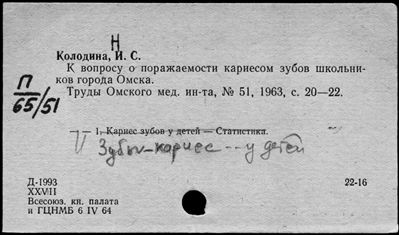 Н
Колодина, И. С.
К вопросу о поражаемости кариесом зубов школьни-
ков города Омска.
Труды Омского мед. ин-та, № 51, 1963, с. 20—22.
П
65/51
— 1. Кариес зубов у детей — Статистика.
Зубы—кариес -- у детей
Д-1993
22-16
XXVII
Всесоюз. кн. палата
и ГЦНМБ 6 IV 64